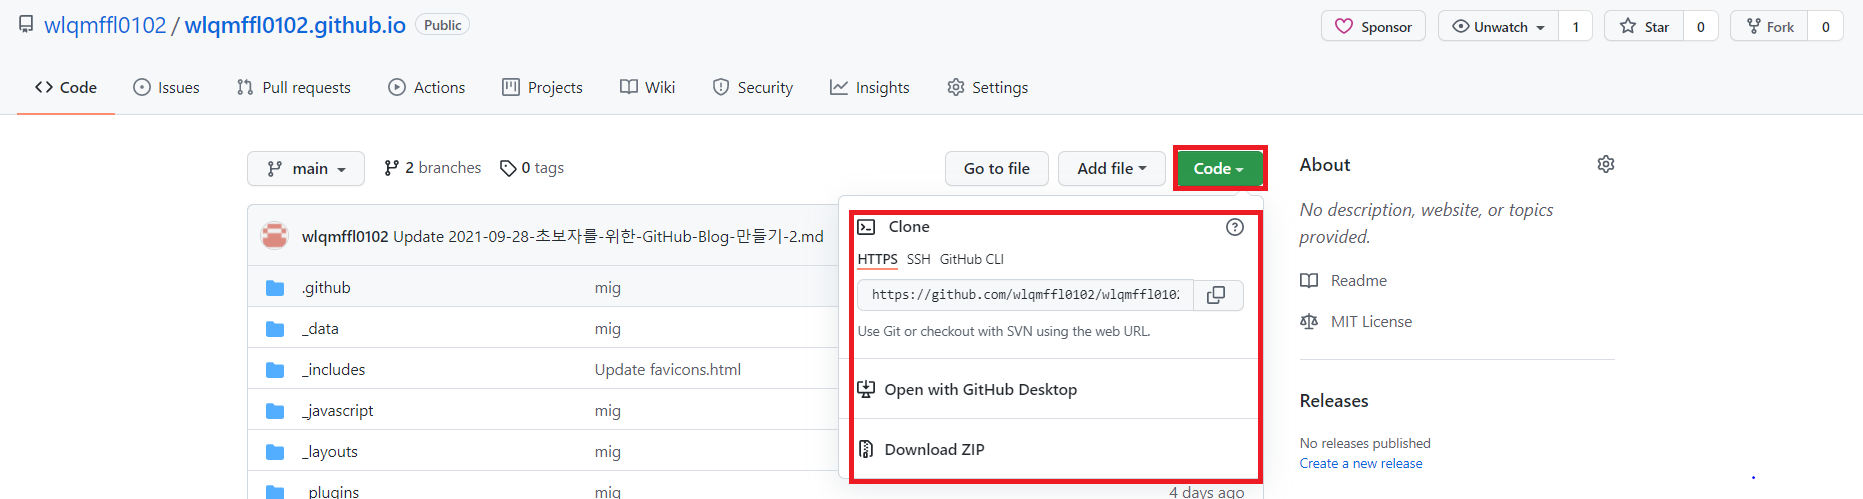 wlqmffl0102 / wlqmffl0102.github.io Public
Sponsor Unwatch 1 Star 0 Fork 0
Code Issues Pull requests Actions Projects Wiki Security Insights Settings
main 2 branches 0 tags Go to file Add file Code
wlqmffl0102 Update 2021-09-28-초보자를-위한-GitHub-Blog-만들기-2.md
.github mig
_data mig
_includes Update favicons.html
_javascript mig
_layouts mig
_plugins mig 4 days ago
Clone
HTTPS SSH GitHub CLI
https://github.com/wlqmffl0102/wlqmffl0102
Use Git or checkout with SVN using the web URL.
Open with GitHub Desktop
Download ZIP
About
No description, website, or topics
provided.
Readme
MIT License
Releases
No releases published
Create a new release